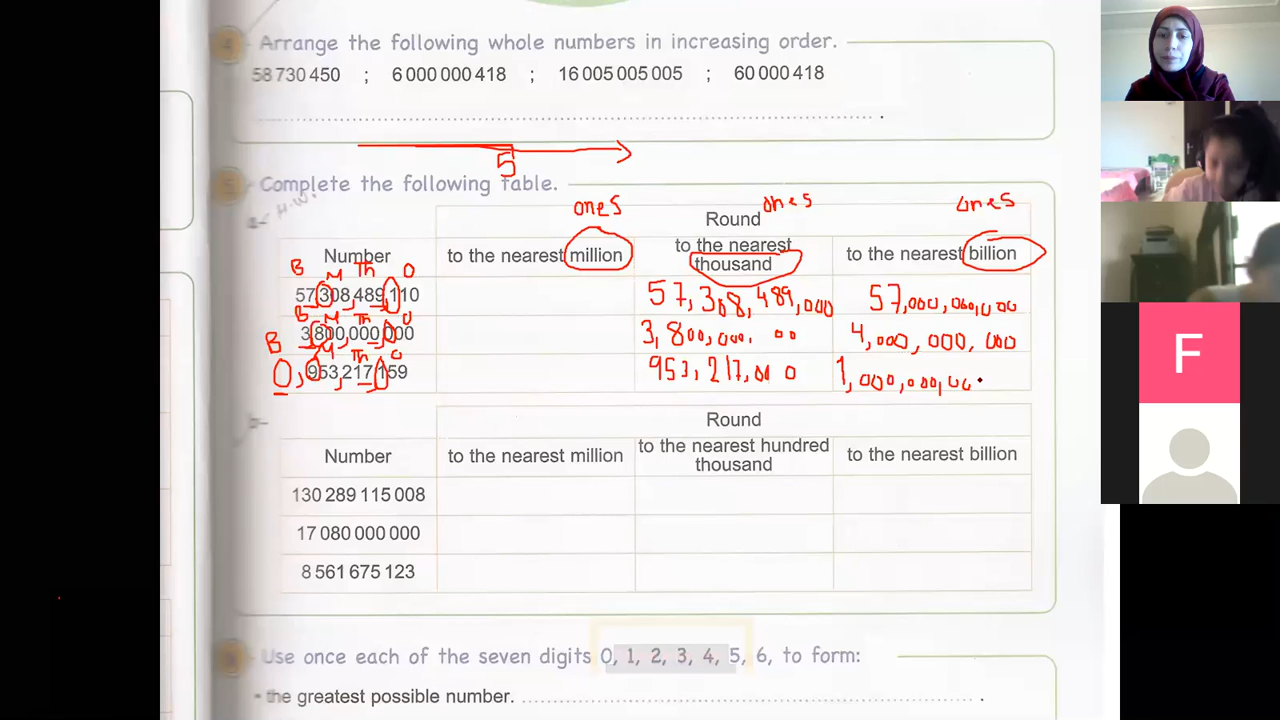 4 Arrange the following whole numbers in increasing order.
58 730 450 ; 6 000 000 418 ; 16 005 005 005 ; 60 000 418
5
5 Complete the following table.
a- H.W.
ones ones ones
Round
Number to the nearest million to the nearest thousand to the nearest billion
B M Th O
57,308,489,110 57,308,489,000 57,000,000,000
B M Th O
3,800,000,000 3,800,000,000 4,000,000,000
B M Th O
0,953,217,159 953,217,000 1,000,000,00
b-
Round
Number to the nearest million to the nearest hundred thousand to the nearest billion
130 289 115 008
17 080 000 000
8 561 675 123
Use once each of the seven digits 0, 1, 2, 3, 4, 5, 6, to form:
- the greatest possible number.
F